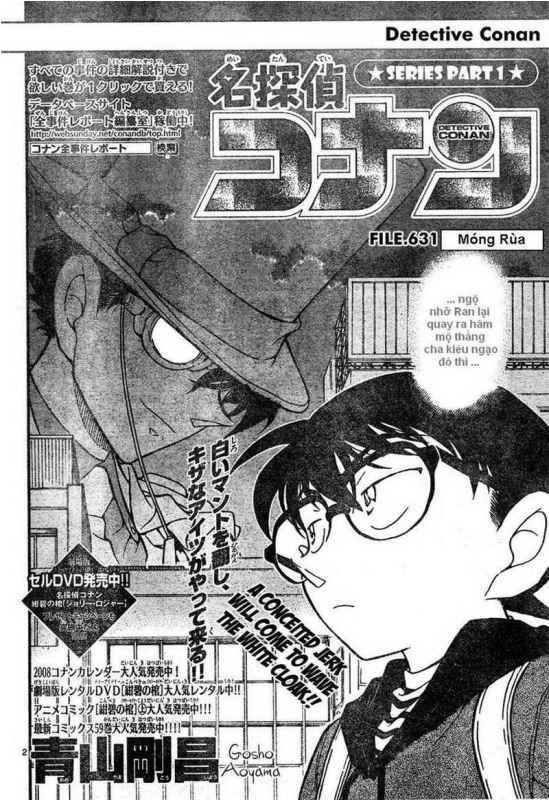 Detective Conan
すべての事件の詳細解説付きで
欲しい巻が1クリックで買える!
データベースサイト
「全事件レポート編纂室」稼働中!
http://websunday.net/conandb/top.html
コナン全事件レポート 検索
名探偵
★ SERIES PART 1 ★
コナン
DETECTIVE
CONAN
FILE.631 Móng Rùa
... ngộ
nhỡ Ran lại
quay ra hâm
mộ thằng
cha kiêu ngạo
đó thì ...
白いマントを翻し、
キザなアイツがやって来る!!
A CONCEITED JERK
WILL COME TO WAVE
THE WHITE CLOAK!!
セルDVD発売中!!
名探偵コナン
紺碧の棺(ジョリー・ロジャー)
2008コナンカレンダー大人気発売中!
劇場版レンタルDVD[紺碧の棺]大人気レンタル中!!
アニメコミック[紺碧の棺]上大人気発売中!!!
最新コミックス59巻大人気発売中!!!!
2
青山剛昌
Gosho
Aoyama